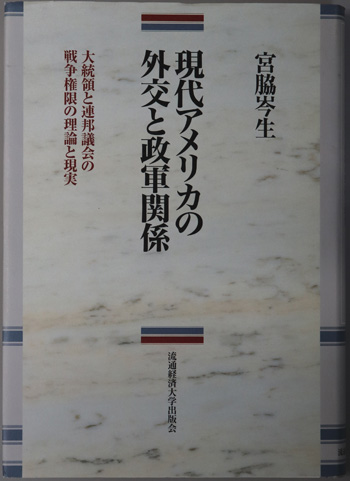 宮脇岑生
現代アメリカの
外交と政軍関係
大統領と連邦議会の
戦争権限の理論と現実
流通経済大学出版会